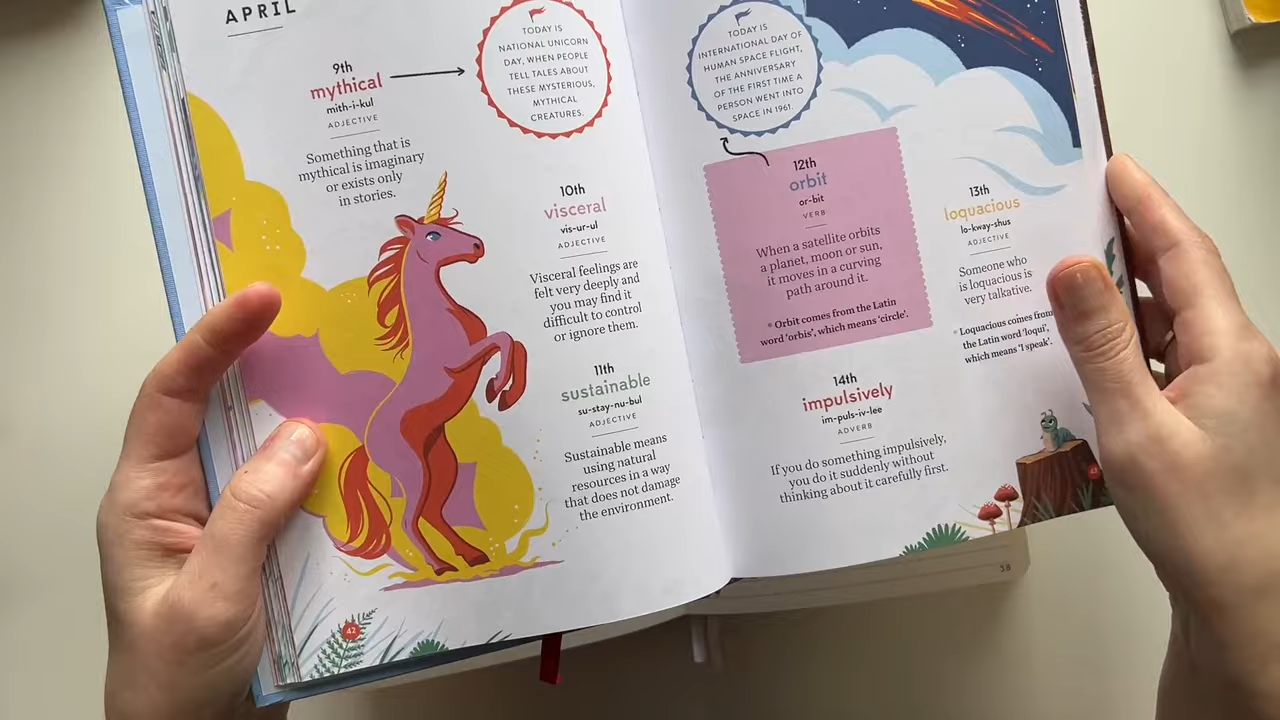 APRIL
9th
mythical
mith-i-kul
ADJECTIVE
Something that is
mythical is imaginary
or exists only
in stories.
TODAY IS
NATIONAL UNICORN
DAY, WHEN PEOPLE
TELL TALES ABOUT
THESE MYSTERIOUS,
MYTHICAL
CREATURES.
10th
visceral
vis-ur-ul
ADJECTIVE
Visceral feelings are
felt very deeply and
you may find it
difficult to control
or ignore them.
11th
sustainable
su-stay-nu-bul
ADJECTIVE
Sustainable means
using natural
resources in a way
that does not damage
the environment.
42
TODAY IS
INTERNATIONAL DAY OF
HUMAN SPACE FLIGHT,
THE ANNIVERSARY
OF THE FIRST TIME A
PERSON WENT INTO
SPACE IN 1961.
12th
orbit
or-bit
VERB
When a satellite orbits
a planet, moon or sun,
it moves in a curving
path around it.
* Orbit comes from the Latin
word 'orbis', which means 'circle'.
13th
loquacious
lo-kway-shus
ADJECTIVE
Someone who
is loquacious is
very talkative.
* Loquacious comes from
the Latin word 'loqui',
which means 'I speak'.
14th
impulsively
im-puls-iv-lee
ADVERB
If you do something impulsively,
you do it suddenly without
thinking about it carefully first.
43
38